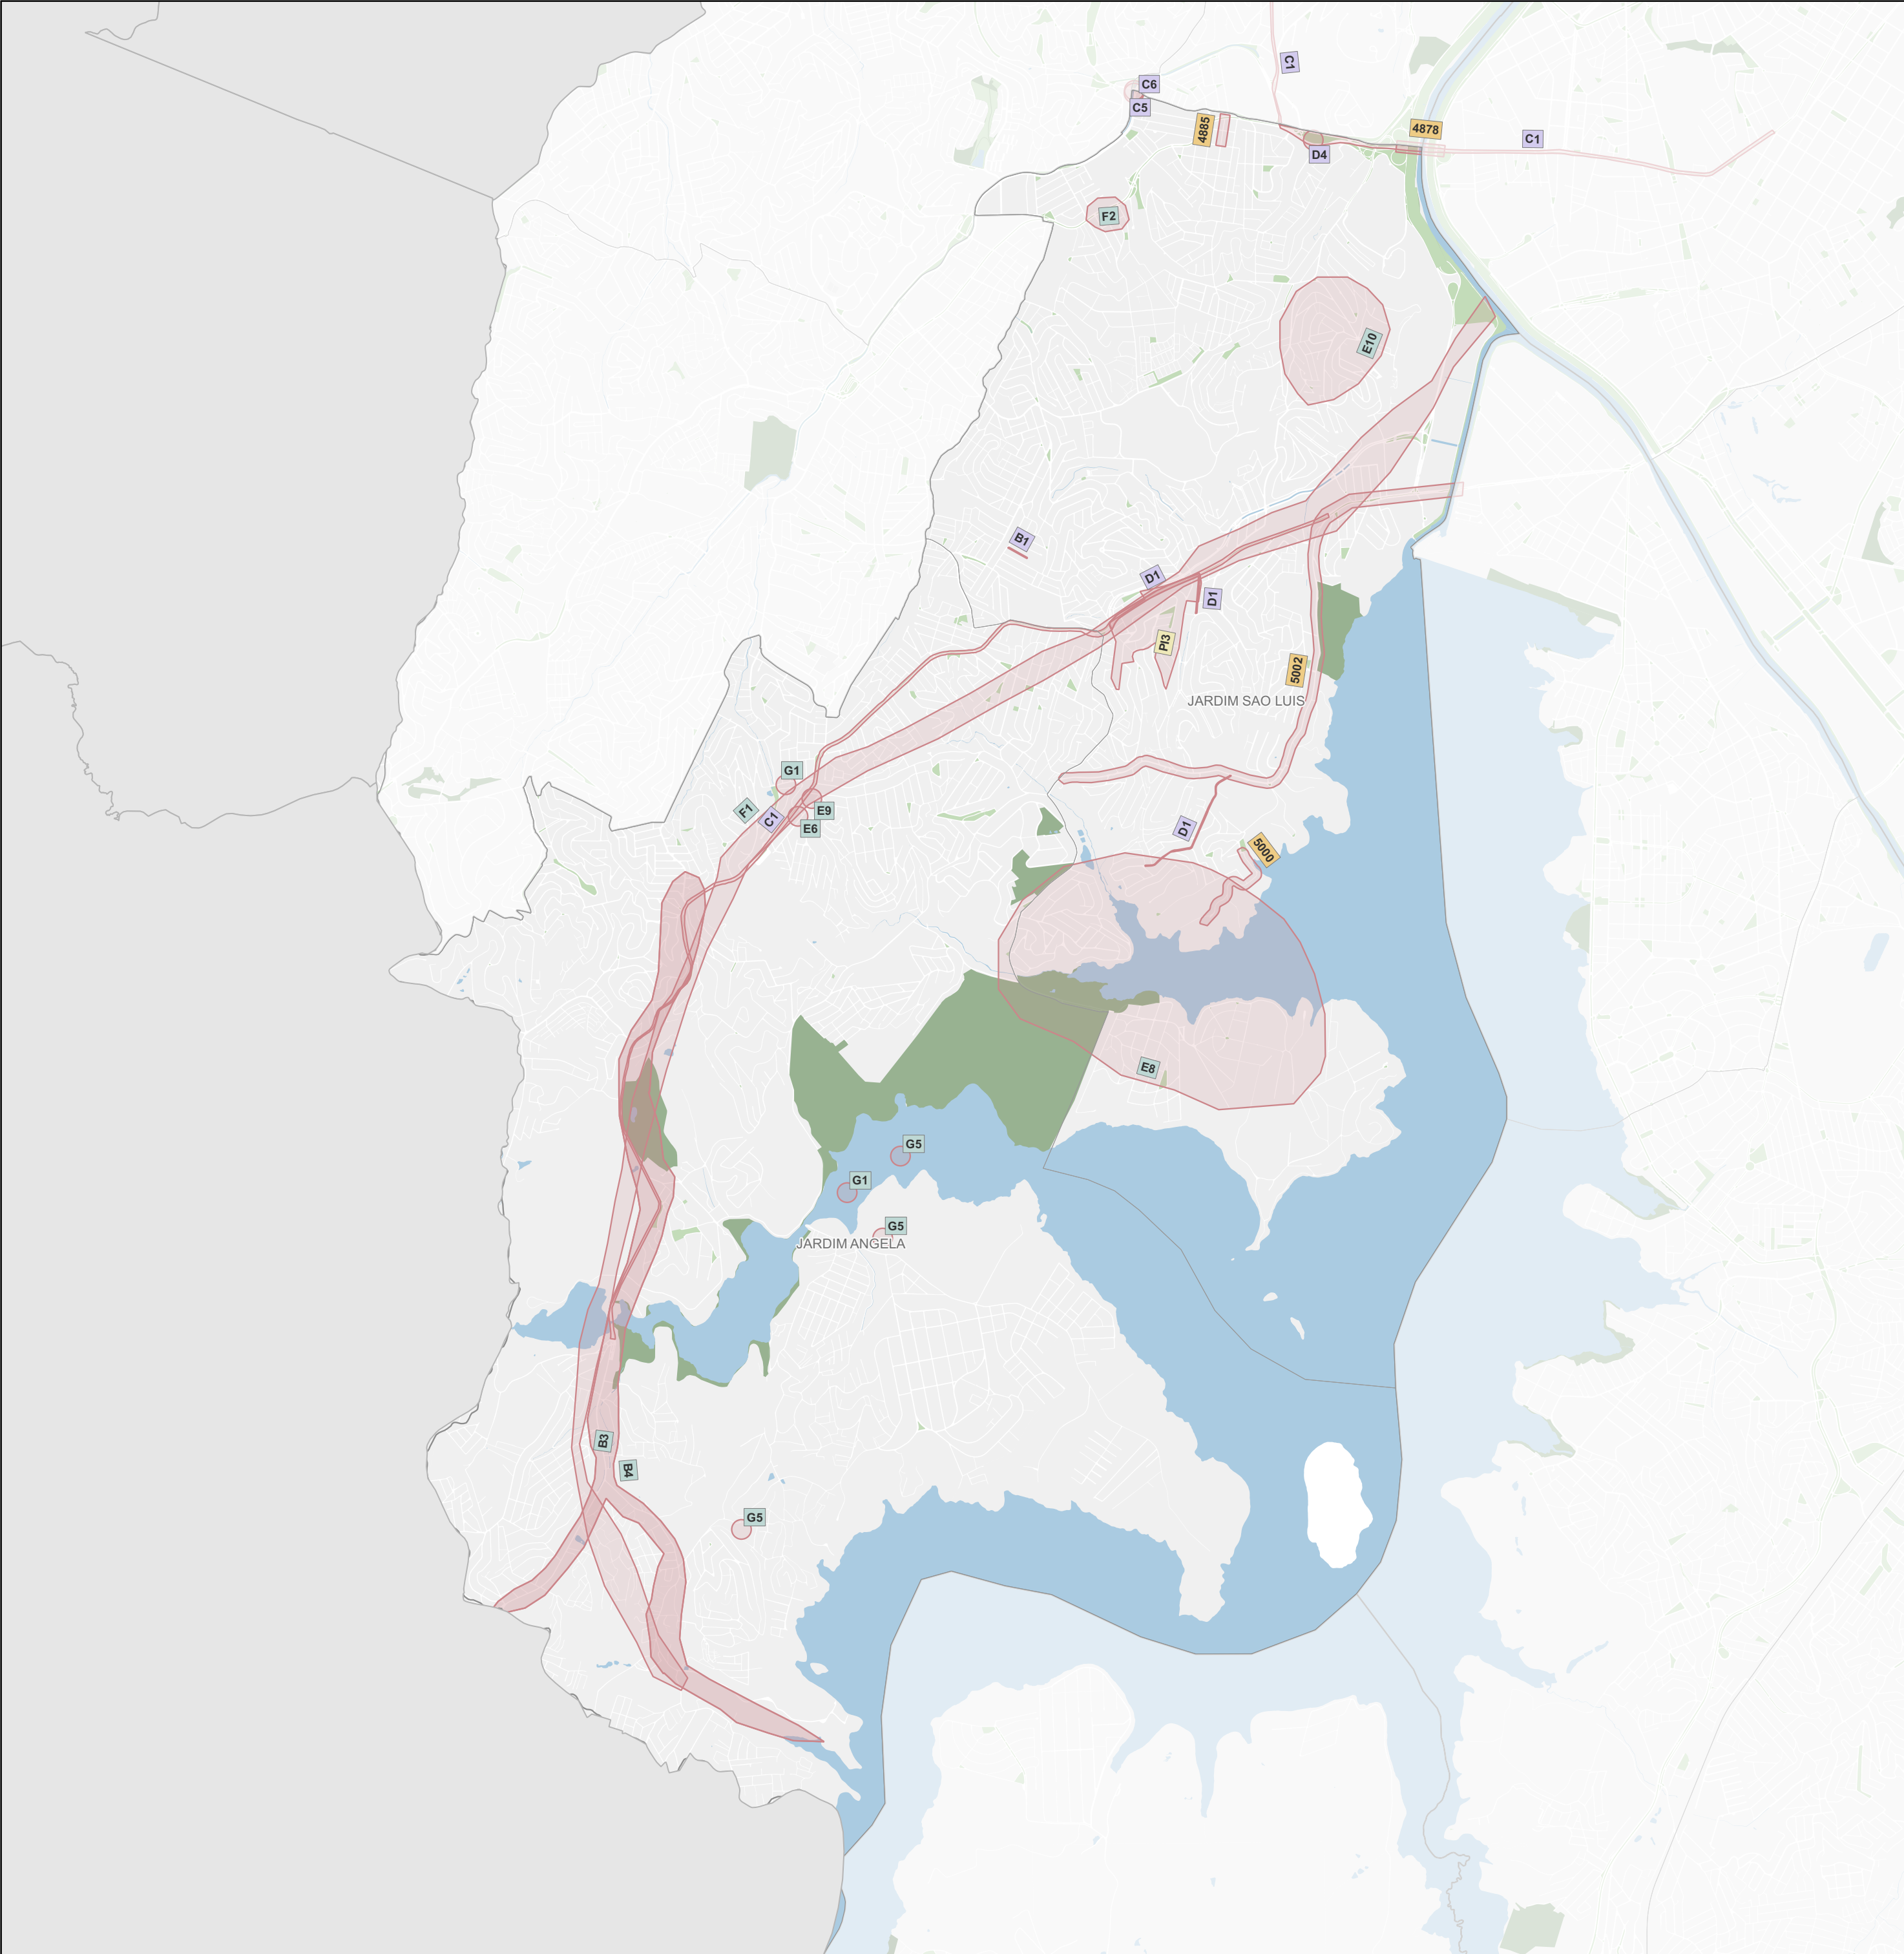 C1
C6
C5
4885
4878
C1
D4
F2
E10
B1
D1
D1
PI3
5002
JARDIM SAO LUIS
G1
F1
C1
E9
E6
D1
5000
E8
G5
G1
G5
JARDIM ANGELA
B3
B4
G5